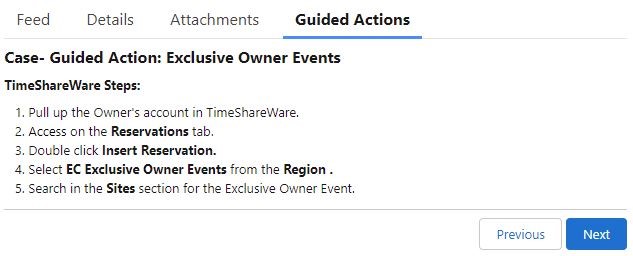 Feed Details Attachments Guided Actions
Case- Guided Action: Exclusive Owner Events
TimeShareWare Steps:
1. Pull up the Owner's account in TimeShareWare.
2. Access on the Reservations tab.
3. Double click Insert Reservation.
4. Select EC Exclusive Owner Events from the Region .
5. Search in the Sites section for the Exclusive Owner Event.
Previous Next